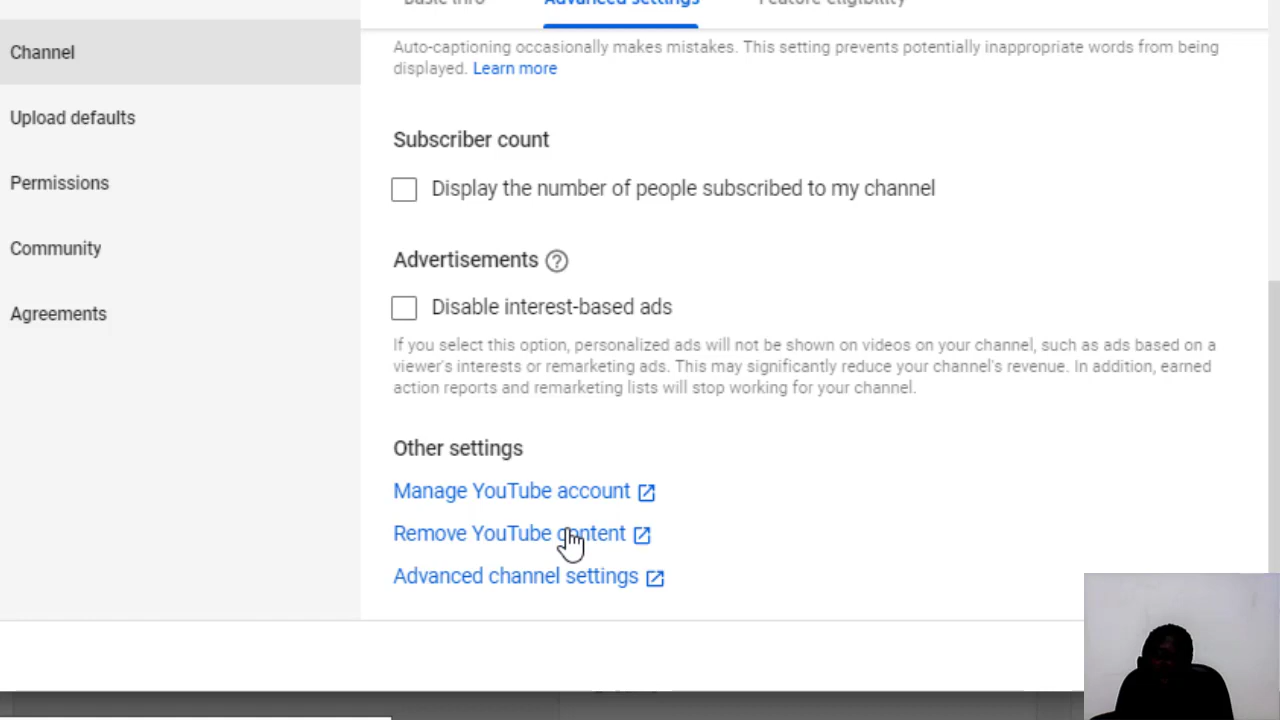 Basic info
Advanced settings
Feature eligibility
Channel
Upload defaults
Permissions
Community
Agreements
Auto-captioning occasionally makes mistakes. This setting prevents potentially inappropriate words from being
displayed. Learn more
Subscriber count
Display the number of people subscribed to my channel
Advertisements
Disable interest-based ads
If you select this option, personalized ads will not be shown on videos on your channel, such as ads based on a
viewer's interests or remarketing ads. This may significantly reduce your channel's revenue. In addition, earned
action reports and remarketing lists will stop working for your channel.
Other settings
Manage YouTube account
Remove YouTube content
Advanced channel settings